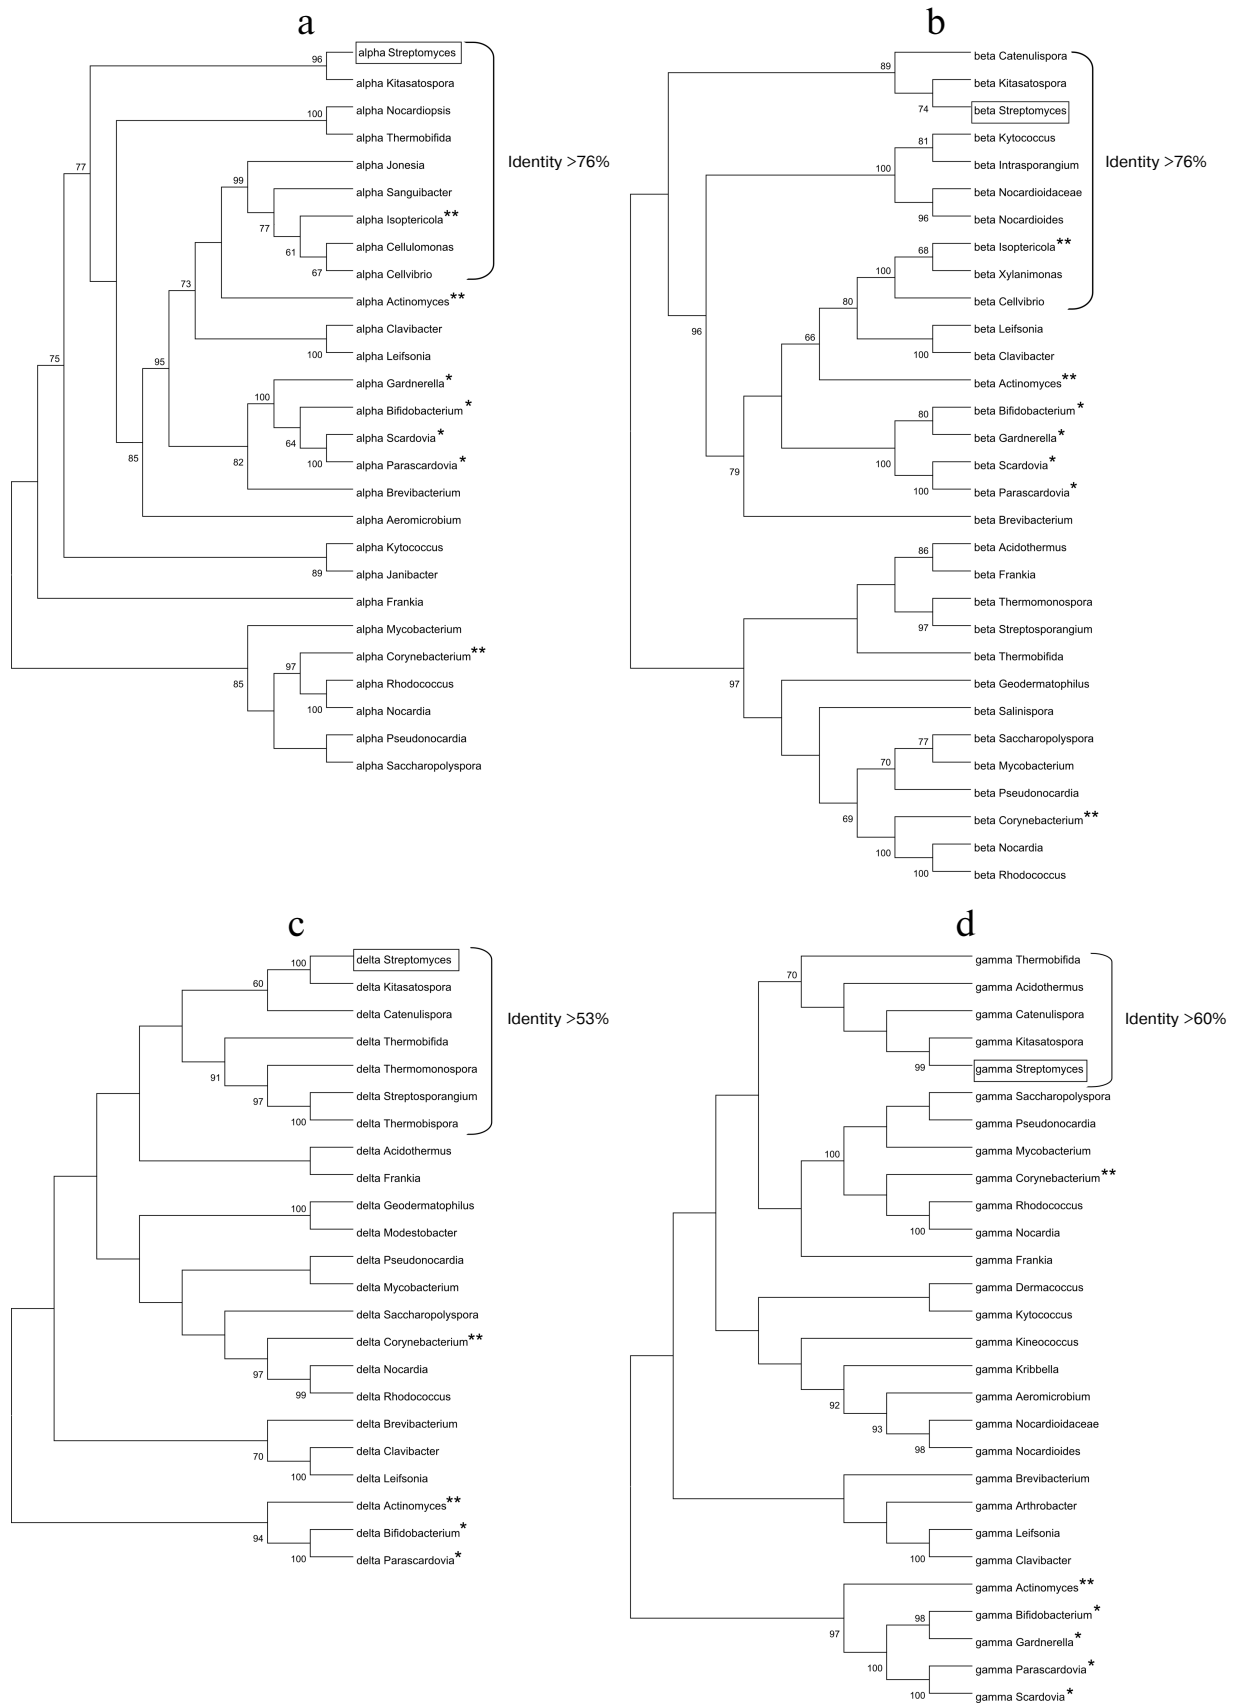 a
96
alpha Streptomyces
alpha Kitasatospora
alpha Nocardiopsis
100
alpha Thermobifida
alpha Jonesia
Identity >76%
77
99
alpha Sanguibacter
alpha Isoptericola**
77
alpha Cellulomonas
61
alpha Cellvibrio
67
73
alpha Actinomyces**
alpha Clavibacter
alpha Leifsonia
100
75
95
alpha Gardnerella*
100
alpha Bifidobacterium*
alpha Scardovia*
64
alpha Parascardovia*
100
85
82
alpha Brevibacterium
alpha Aeromicrobium
alpha Kytococcus
alpha Janibacter
89
alpha Frankia
alpha Mycobacterium
alpha Corynebacterium**
97
85
alpha Rhodococcus
alpha Nocardia
100
alpha Pseudonocardia
alpha Saccharopolyspora
b
beta Catenulispora
89
beta Kitasatospora
74
beta Streptomyces
beta Kytococcus
81
beta Intrasporangium
Identity >76%
100
beta Nocardioidaceae
beta Nocardioides
96
beta Isoptericola**
68
beta Xylanimonas
100
beta Cellvibrio
80
beta Leifsonia
96
66
beta Clavibacter
100
beta Actinomyces**
beta Bifidobacterium*
80
beta Gardnerella*
beta Scardovia*
100
79
beta Parascardovia*
100
beta Brevibacterium
beta Acidothermus
86
beta Frankia
beta Thermomonospora
beta Streptosporangium
97
beta Thermobifida
97
beta Geodermatophilus
beta Salinispora
beta Saccharopolyspora
77
beta Mycobacterium
70
beta Pseudonocardia
69
beta Corynebacterium**
beta Nocardia
100
beta Rhodococcus
100
c
delta Streptomyces
100
delta Kitasatospora
60
delta Catenulispora
Identity >53%
delta Thermobifida
delta Thermomonospora
91
delta Streptosporangium
97
delta Thermobispora
100
delta Acidothermus
delta Frankia
delta Geodermatophilus
100
delta Modestobacter
delta Pseudonocardia
delta Mycobacterium
delta Saccharopolyspora
delta Corynebacterium**
delta Nocardia
97
delta Rhodococcus
99
delta Brevibacterium
delta Clavibacter
70
delta Leifsonia
100
delta Actinomyces**
delta Bifidobacterium*
94
delta Parascardovia*
100
d
gamma Thermobifida
70
gamma Acidothermus
gamma Catenulispora
Identity >60%
gamma Kitasatospora
99
gamma Streptomyces
gamma Saccharopolyspora
gamma Pseudonocardia
gamma Mycobacterium
100
gamma Corynebacterium**
gamma Rhodococcus
gamma Nocardia
100
gamma Frankia
gamma Dermacoccus
gamma Kytococcus
gamma Kineococcus
gamma Kribbella
gamma Aeromicrobium
92
gamma Nocardioidaceae
93
gamma Nocardioides
98
gamma Brevibacterium
gamma Arthrobacter
gamma Leifsonia
gamma Clavibacter
100
gamma Actinomyces**
gamma Bifidobacterium*
98
97
gamma Gardnerella*
gamma Parascardovia*
100
gamma Scardovia*
100